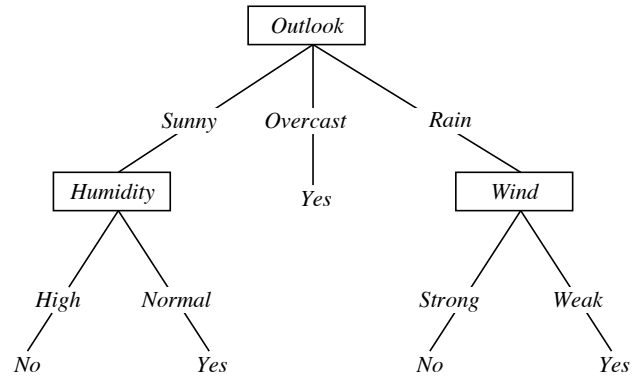 Outlook
Sunny Overcast Rain
Humidity Yes Wind
High Normal Strong Weak
No Yes No Yes